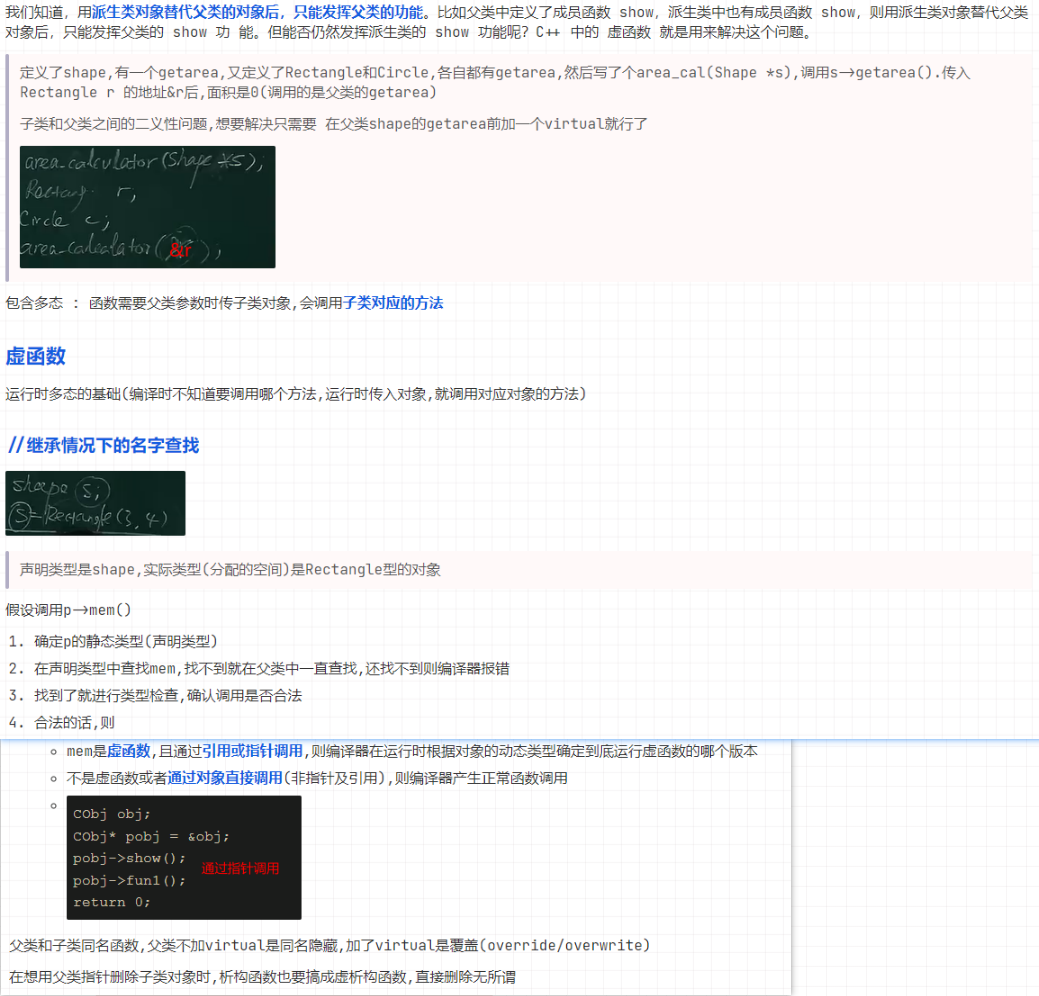 我们知道，用派生类对象替代父类的对象后，只能发挥父类的功能。比如父类中定义了成员函数 show，派生类中也有成员函数 show，则用派生类对象替代父类
对象后，只能发挥父类的 show 功 能。但能否仍然发挥派生类的 show 功能呢？C++ 中的 虚函数 就是用来解决这个问题。
定义了shape,有一个getarea,又定义了Rectangle和Circle,各自都有getarea,然后写了个area_cal(Shape *s),调用s→getarea().传入
Rectangle r 的地址&r后,面积是0(调用的是父类的getarea)
子类和父类之间的二义性问题,想要解决只需要 在父类shape的getarea前加一个virtual就行了
area_calculator(Shape *s);
r;
Circle c;
area_calculator(&r);
包含多态 : 函数需要父类参数时传子类对象,会调用子类对应的方法
虚函数
运行时多态的基础(编译时不知道要调用哪个方法,运行时传入对象,就调用对应对象的方法)
//继承情况下的名字查找
shape s;
s=Rectangle(3,4)
声明类型是shape,实际类型(分配的空间)是Rectangle型的对象
假设调用p→mem()
1. 确定p的静态类型(声明类型)
2. 在声明类型中查找mem,找不到就在父类中一直查找,还找不到则编译器报错
3. 找到了就进行类型检查,确认调用是否合法
4. 合法的话,则
mem是虚函数,且通过引用或指针调用,则编译器在运行时根据对象的动态类型确定到底运行虚函数的哪个版本
不是虚函数或者通过对象直接调用(非指针及引用),则编译器产生正常函数调用
CObj obj;
CObj* pobj = &obj;
pobj->show();
通过指针调用
pobj->fun1();
return 0;
父类和子类同名函数,父类不加virtual是同名隐藏,加了virtual是覆盖(override/overwrite)
在想用父类指针删除子类对象时,析构函数也要搞成虚析构函数,直接删除无所谓